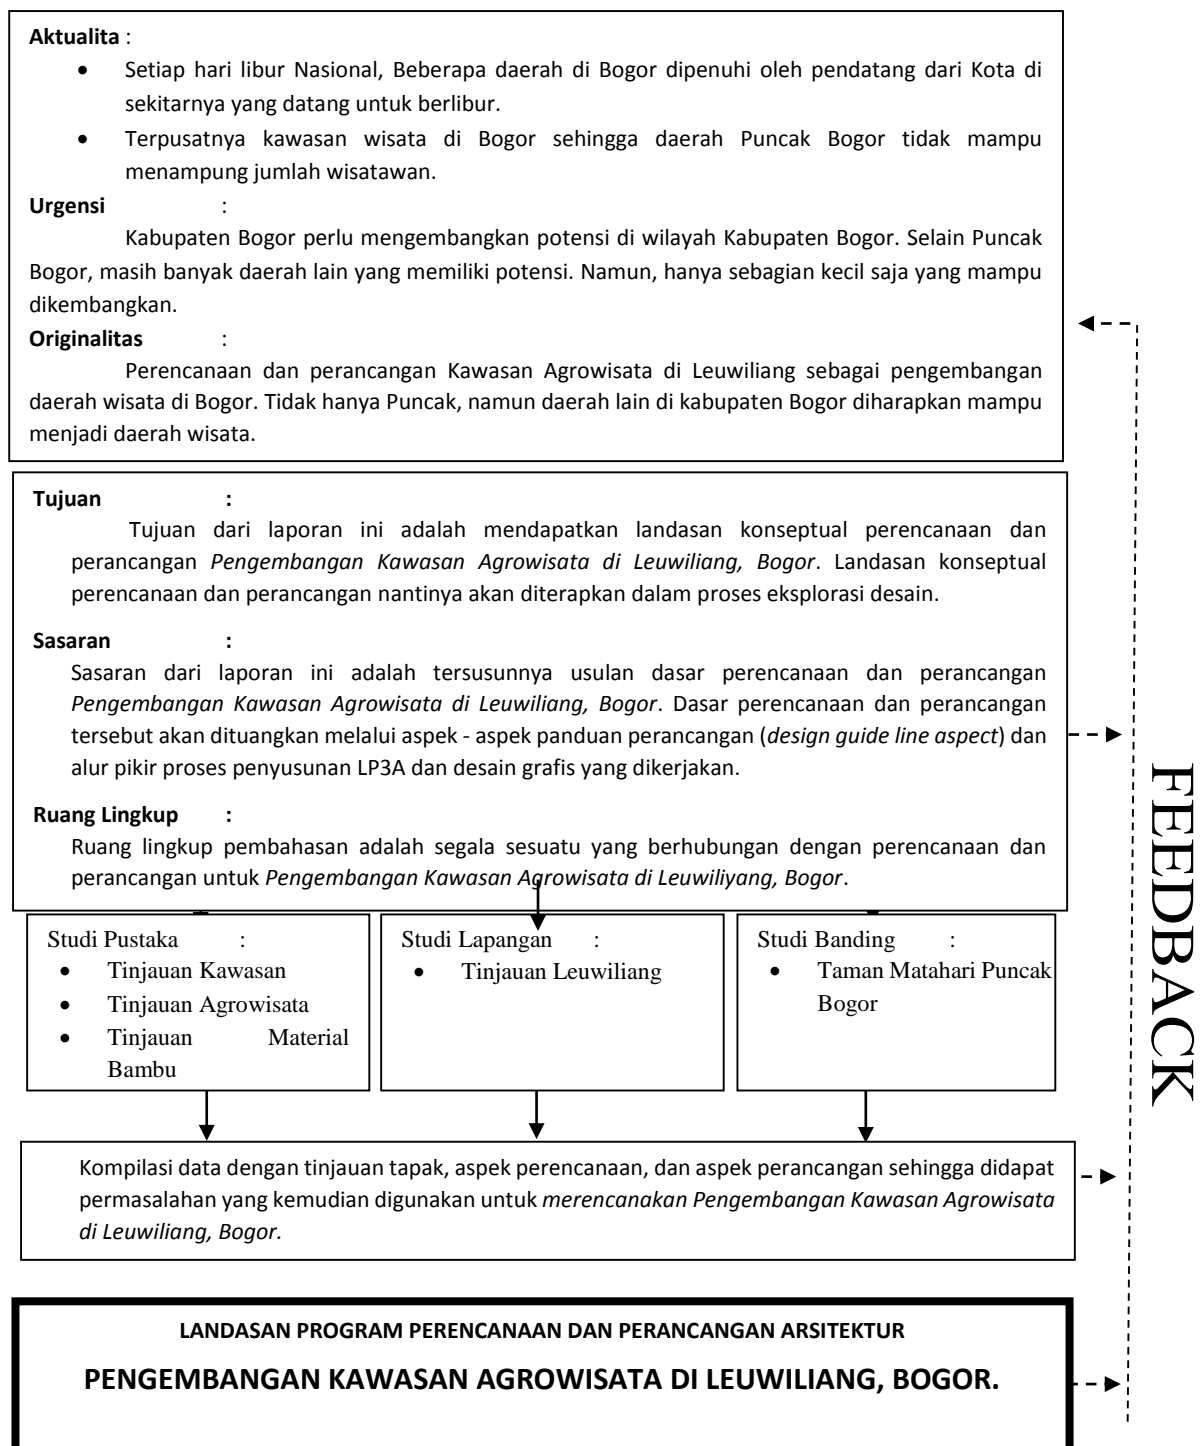 Aktualita :
• Setiap hari libur Nasional, Beberapa daerah di Bogor dipenuhi oleh pendatang dari Kota di
sekitarnya yang datang untuk berlibur.
• Terpusatnya kawasan wisata di Bogor sehingga daerah Puncak Bogor tidak mampu
menampung jumlah wisatawan.
Urgensi :
Kabupaten Bogor perlu mengembangkan potensi di wilayah Kabupaten Bogor. Selain Puncak
Bogor, masih banyak daerah lain yang memiliki potensi. Namun, hanya sebagian kecil saja yang mampu
dikembangkan.
Originalitas :
Perencanaan dan perancangan Kawasan Agrowisata di Leuwiliang sebagai pengembangan
daerah wisata di Bogor. Tidak hanya Puncak, namun daerah lain di kabupaten Bogor diharapkan mampu
menjadi daerah wisata.
Tujuan :
Tujuan dari laporan ini adalah mendapatkan landasan konseptual perencanaan dan
perancangan Pengembangan Kawasan Agrowisata di Leuwiliang, Bogor. Landasan konseptual
perencanaan dan perancangan nantinya akan diterapkan dalam proses eksplorasi desain.
Sasaran :
Sasaran dari laporan ini adalah tersusunnya usulan dasar perencanaan dan perancangan
Pengembangan Kawasan Agrowisata di Leuwiliang, Bogor. Dasar perencanaan dan perancangan
tersebut akan dituangkan melalui aspek - aspek panduan perancangan (design guide line aspect) dan
alur pikir proses penyusunan LP3A dan desain grafis yang dikerjakan.
Ruang Lingkup :
Ruang lingkup pembahasan adalah segala sesuatu yang berhubungan dengan perencanaan dan
perancangan untuk Pengembangan Kawasan Agrowisata di Leuwiliyang, Bogor.
Studi Pustaka :
• Tinjauan Kawasan
• Tinjauan Agrowisata
• Tinjauan Material
Bambu
Studi Lapangan :
• Tinjauan Leuwiliang
Studi Banding :
• Taman Matahari Puncak
Bogor
Kompilasi data dengan tinjauan tapak, aspek perencanaan, dan aspek perancangan sehingga didapat
permasalahan yang kemudian digunakan untuk merencanakan Pengembangan Kawasan Agrowisata
di Leuwiliang, Bogor.
LANDASAN PROGRAM PERENCANAAN DAN PERANCANGAN ARSITEKTUR
PENGEMBANGAN KAWASAN AGROWISATA DI LEUWILIANG, BOGOR.
FEEDBACK